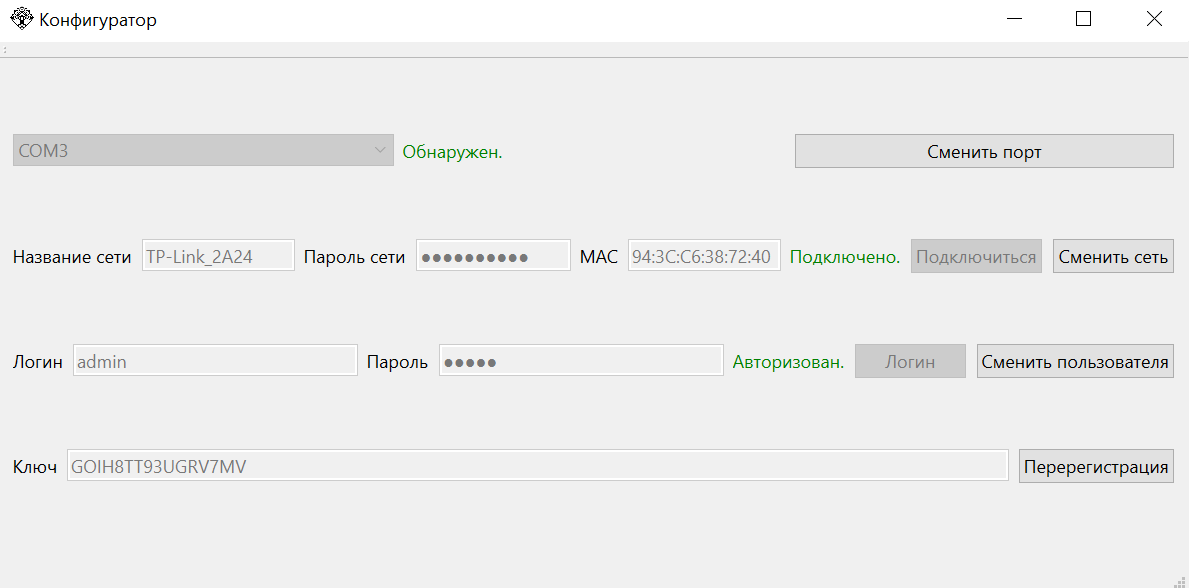 Конфигуратор
COM3 Обнаружен. Сменить порт
Название сети TP-Link_2A24 Пароль сети ●●●●●●●●●● MAC 94:3C:C6:38:72:40 Подключено. Подключиться Сменить сеть
Логин admin Пароль ●●●●● Авторизован. Логин Сменить пользователя
Ключ GOIH8TT93UGRV7MV Перерегистрация